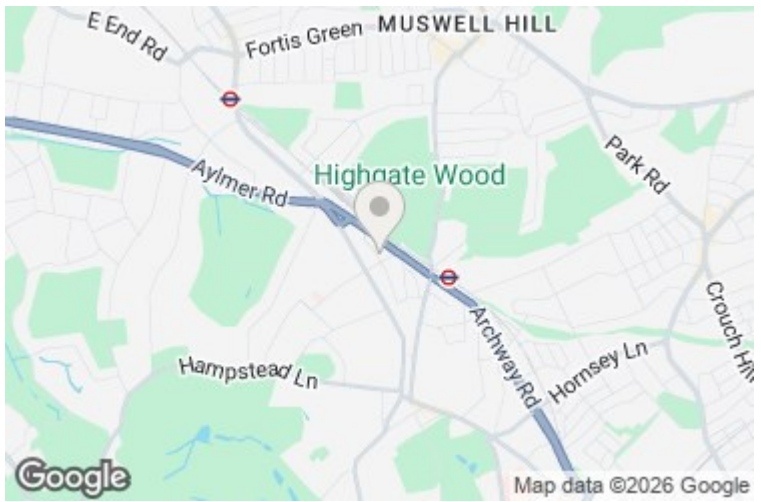 E End Rd
Fortis Green
MUSWELL HILL
Park Rd
Aylmer Rd
Highgate Wood
Archway Rd
Crouch Hill
Hampstead Ln
Hornsey Ln
Google
Map data ©2026 Google